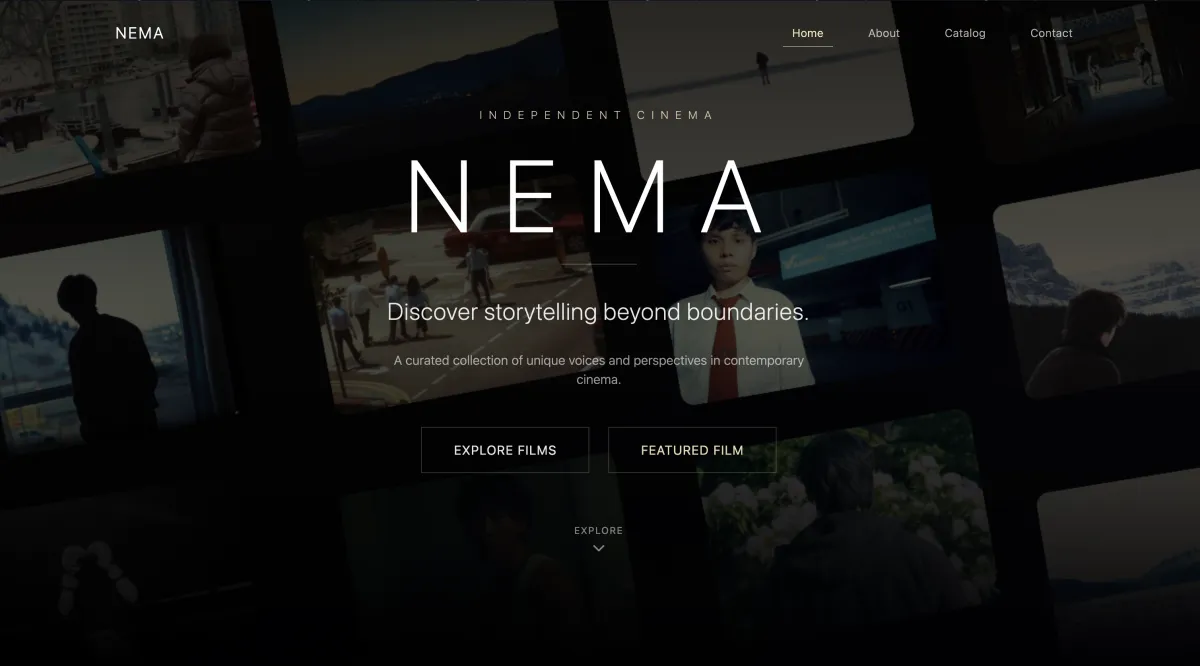 NEMA
Home About Catalog Contact
INDEPENDENT CINEMA
NEMA
Discover storytelling beyond boundaries.
A curated collection of unique voices and perspectives in contemporary
cinema.
EXPLORE FILMS FEATURED FILM
EXPLORE